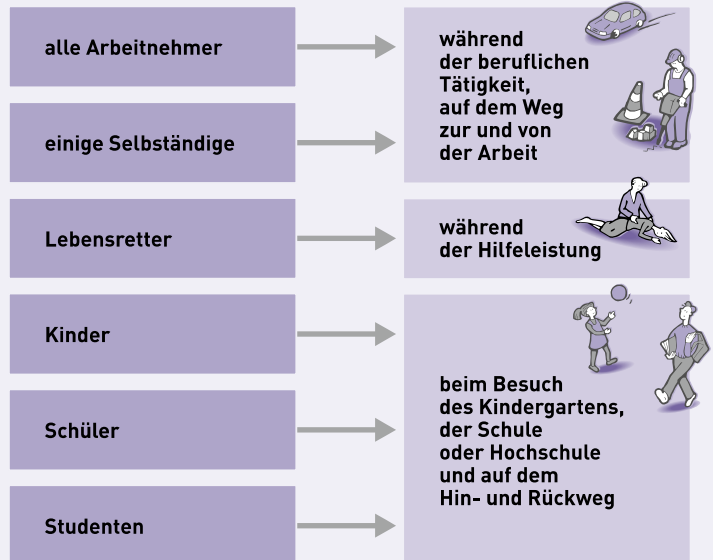 alle Arbeitnehmer
während
der beruflichen
Tätigkeit,
auf dem Weg
zur und von
der Arbeit
einige Selbständige
Lebensretter
während
der Hilfeleistung
Kinder
Schüler
Studenten
beim Besuch
des Kindergartens,
der Schule
oder Hochschule
und auf dem
Hin- und Rückweg